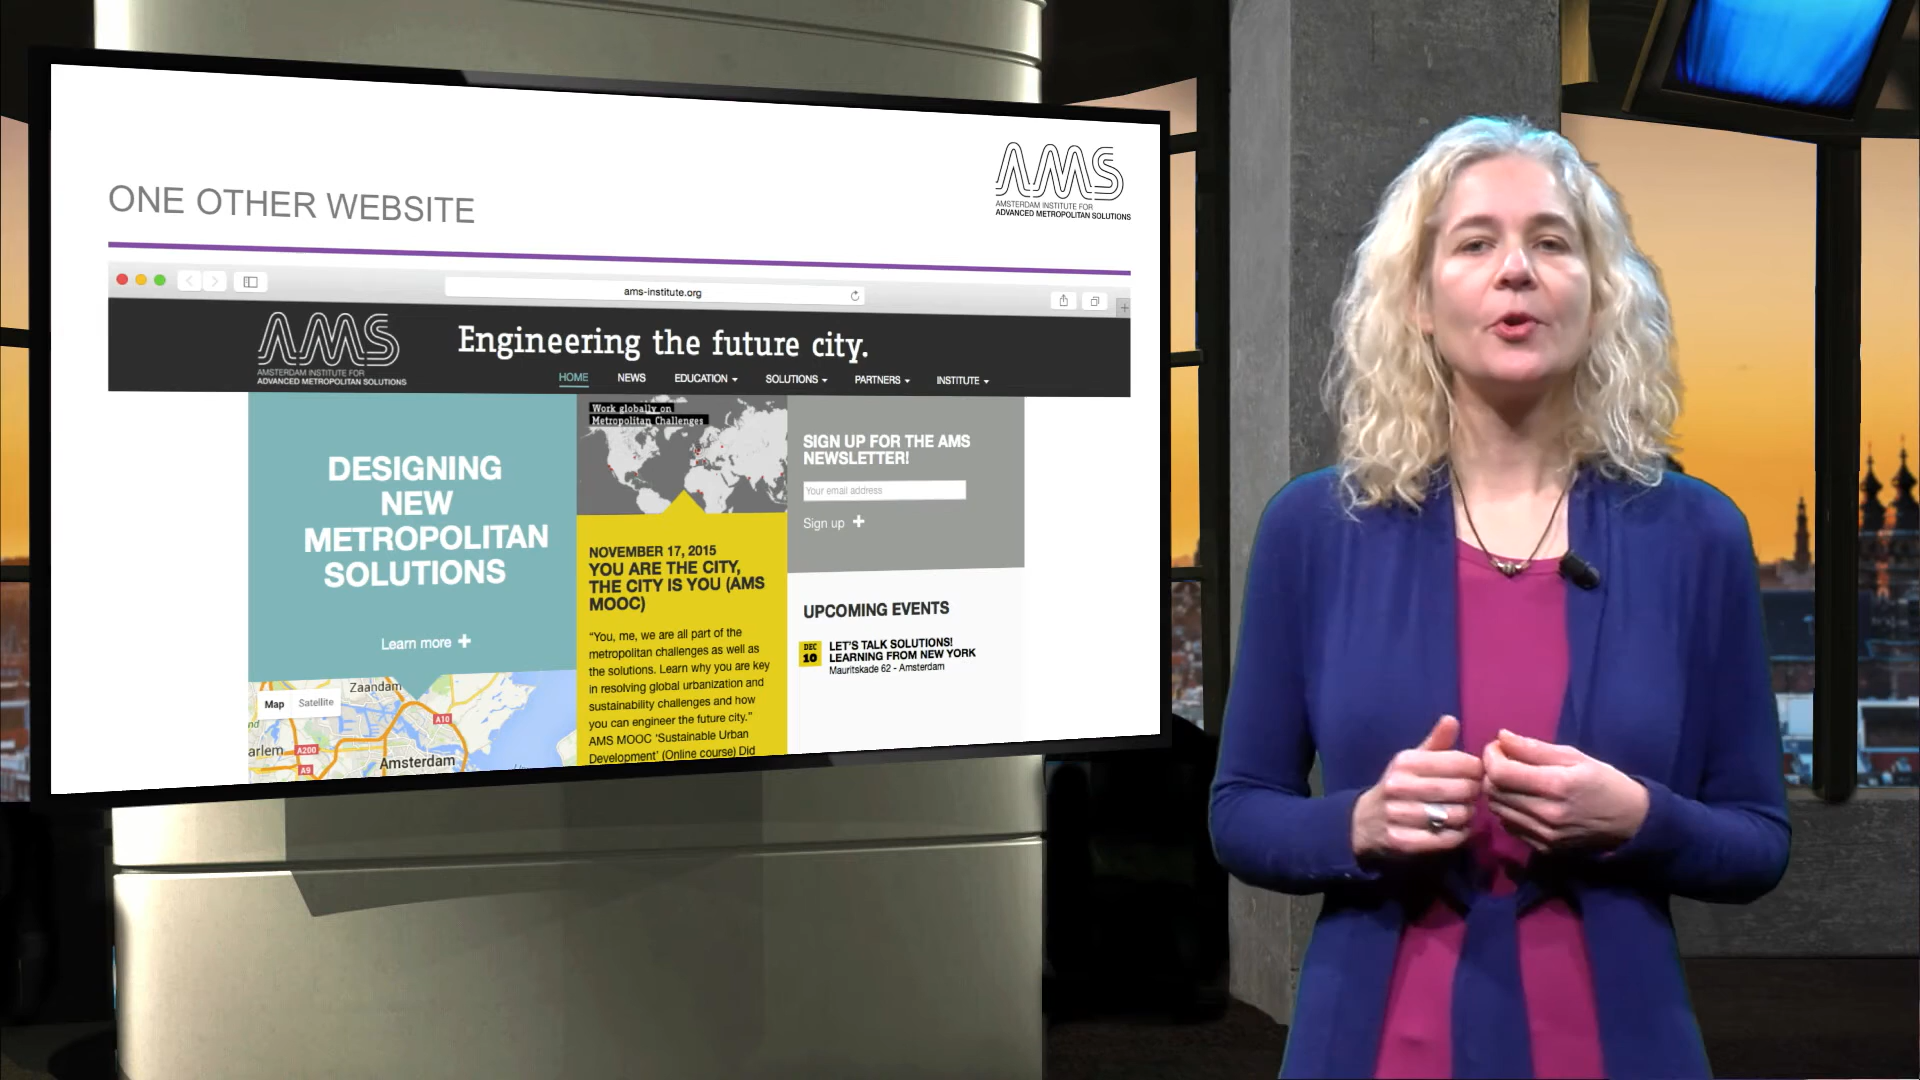 ONE OTHER WEBSITE
AMS
AMSTERDAM INSTITUTE FOR
ADVANCED METROPOLITAN SOLUTIONS
ams-institute.org
AMS
AMSTERDAM INSTITUTE FOR
ADVANCED METROPOLITAN SOLUTIONS
Engineering the future city.
HOME NEWS EDUCATION SOLUTIONS PARTNERS INSTITUTE
DESIGNING
NEW
METROPOLITAN
SOLUTIONS
Learn more +
Map Satellite
Zaandam
A10
arlem
A200
A9
Amsterdam
Work globally on
Metropolitan Challenges
NOVEMBER 17, 2015
YOU ARE THE CITY,
THE CITY IS YOU (AMS
MOOC)
“You, me, we are all part of the
metropolitan challenges as well as
the solutions. Learn why you are key
in resolving global urbanization and
sustainability challenges and how
you can engineer the future city.”
AMS MOOC ‘Sustainable Urban
Development’ (Online course) Did
SIGN UP FOR THE AMS
NEWSLETTER!
Your email address
Sign up +
UPCOMING EVENTS
DEC
10
LET'S TALK SOLUTIONS!
LEARNING FROM NEW YORK
Mauritskade 62 - Amsterdam